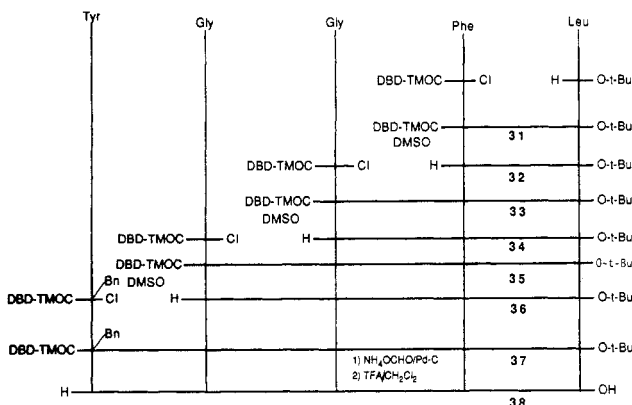 Tyr Gly Gly Phe Leu
DBD-TMOC Cl H O-t-Bu
DBD-TMOC O-t-Bu
DMSO 31
DBD-TMOC Cl H O-t-Bu
32
DBD-TMOC O-t-Bu
DMSO 33
DBD-TMOC Cl H O-t-Bu
34
DBD-TMOC O-t-Bu
Bn DMSO 35
DBD-TMOC Cl H O-t-Bu
36
Bn
DBD-TMOC O-t-Bu
1) NH₄OCHO/Pd-C 37
2) TFA/CH₂Cl₂
H OH
38